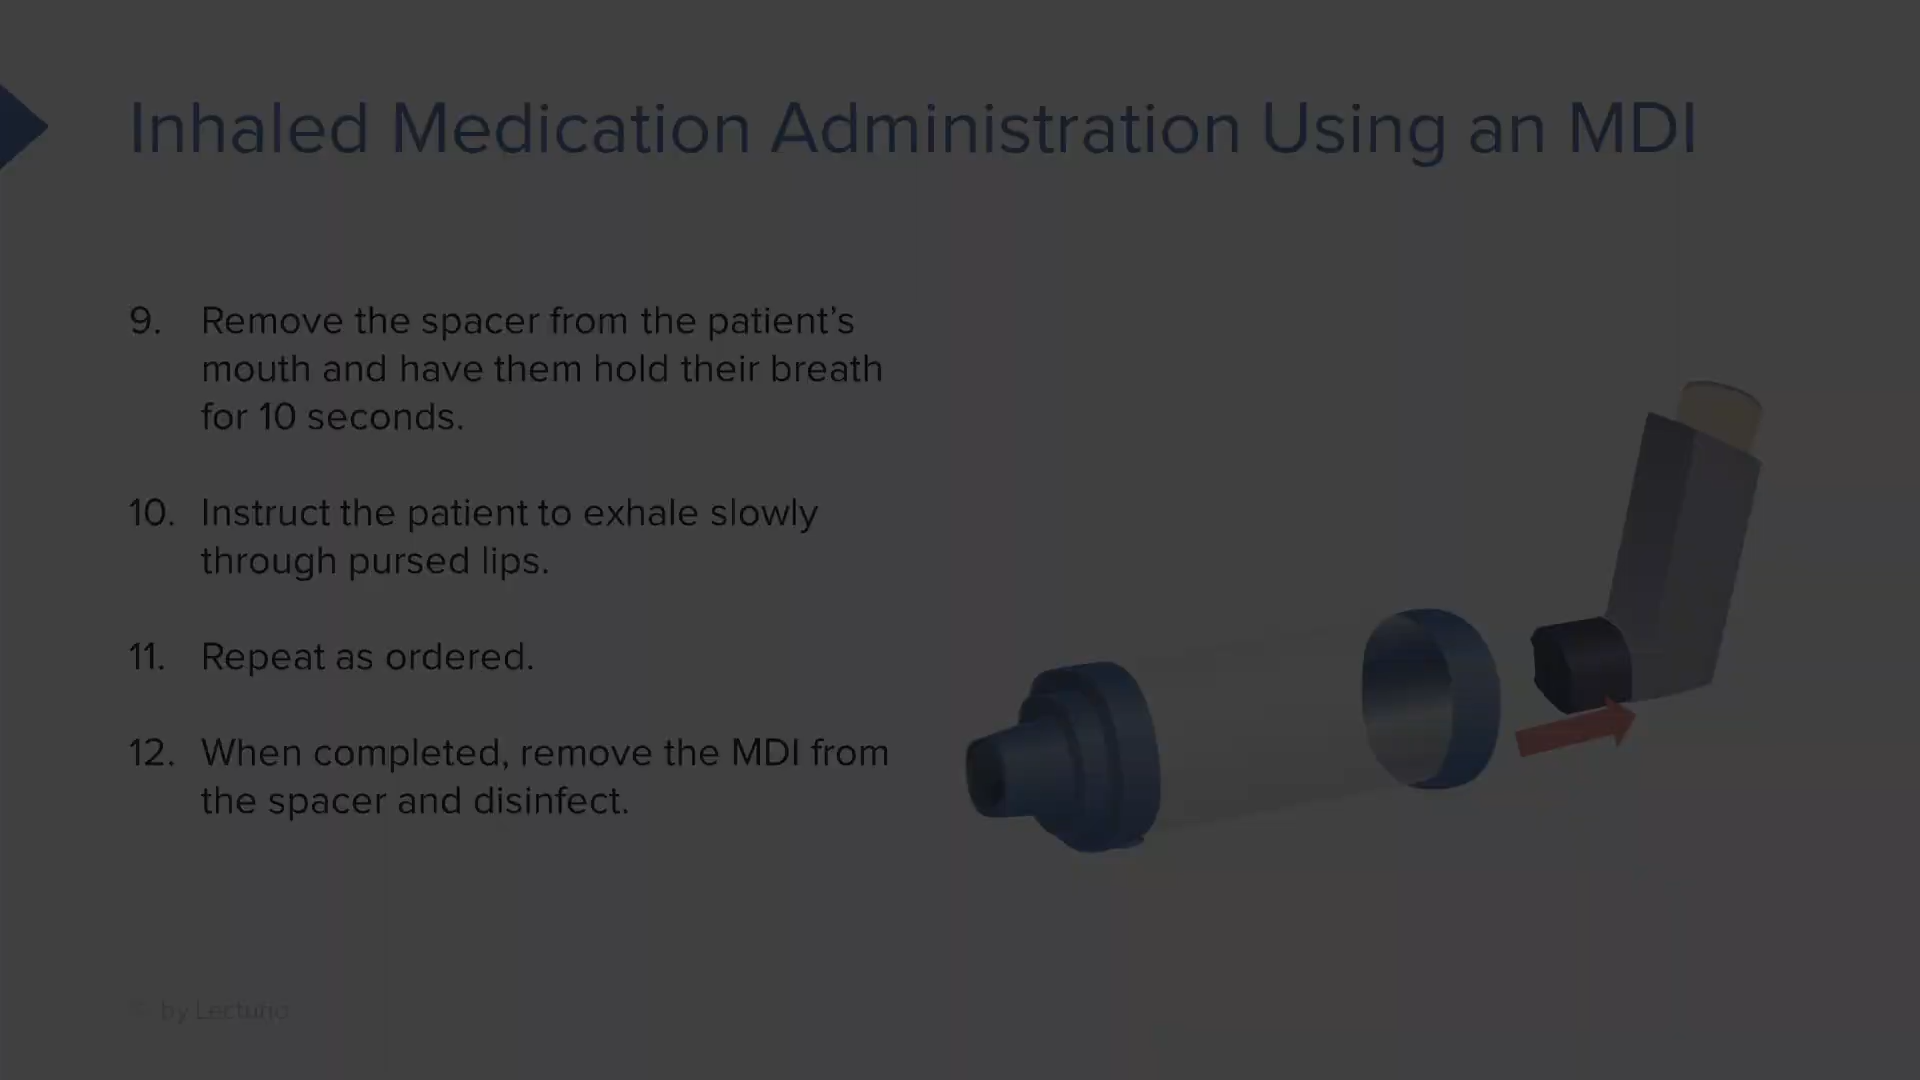 Inhaled Medication Administration Using an MDI
9. Remove the spacer from the patient’s
mouth and have them hold their breath
for 10 seconds.
10. Instruct the patient to exhale slowly
through pursed lips.
11. Repeat as ordered.
12. When completed, remove the MDI from
the spacer and disinfect.
by Lecturio